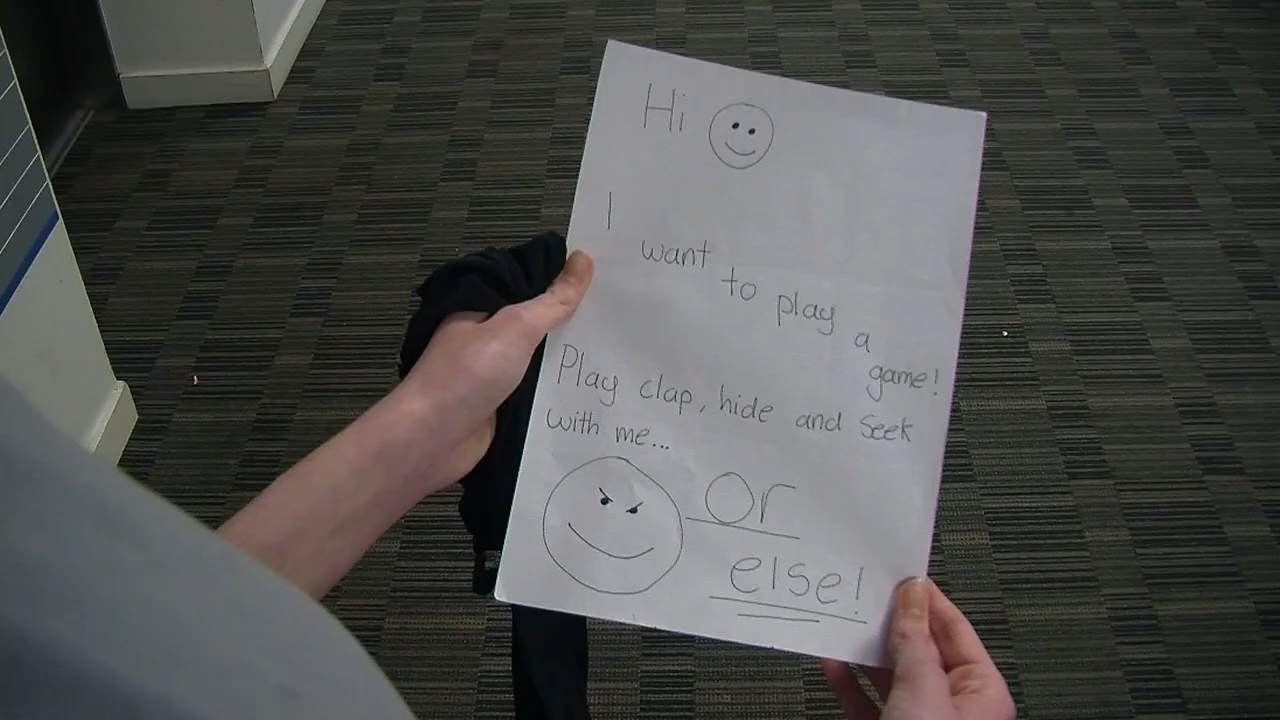 Hi
I want to play a game!
Play clap, hide and Seek
with me...
Or
else!